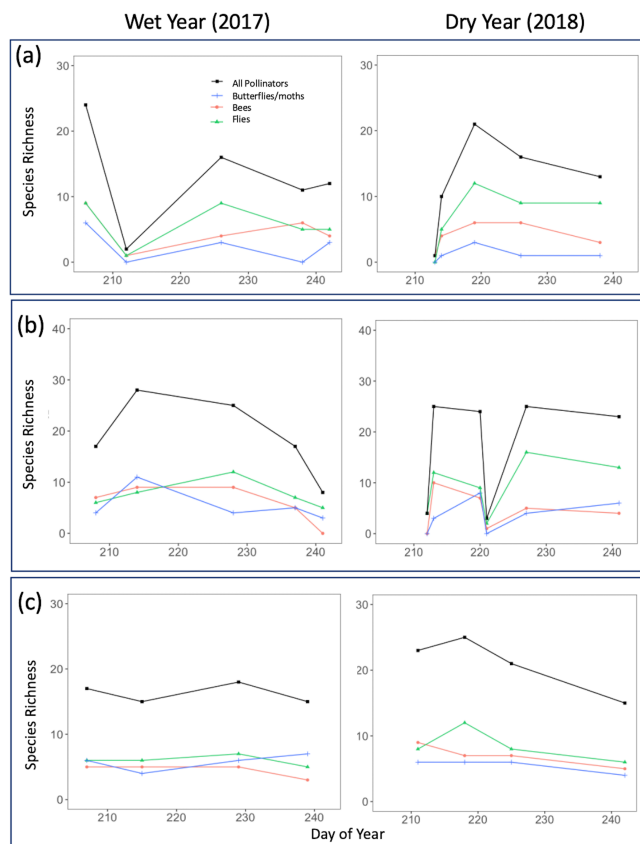 Wet Year (2017) Dry Year (2018)
(a)
Species Richness
30
20
10
0
210 220 230 240
All Pollinators
Butterflies/moths
Bees
Flies
30
20
10
0
210 220 230 240
(b)
Species Richness
40
30
20
10
0
210 220 230 240
40
30
20
10
0
210 220 230 240
(c)
Species Richness
30
20
10
0
210 220 230 240
30
20
10
0
210 220 230 240
Day of Year